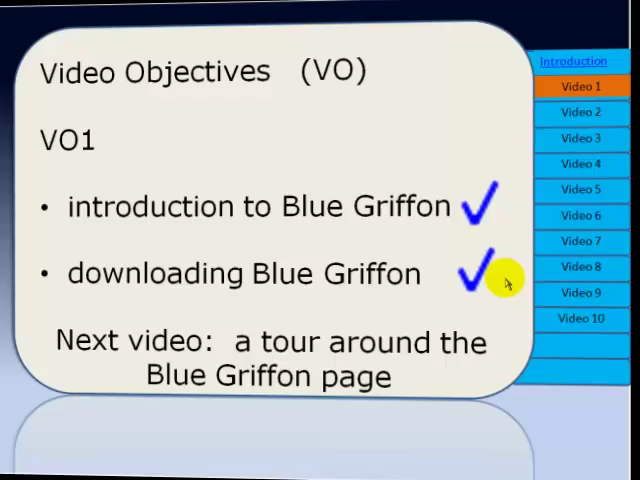 Video Objectives (VO)
VO1
• introduction to Blue Griffon
• downloading Blue Griffon
Next video: a tour around the
Blue Griffon page
Introduction
Video 1
Video 2
Video 3
Video 4
Video 5
Video 6
Video 7
Video 8
Video 9
Video 10